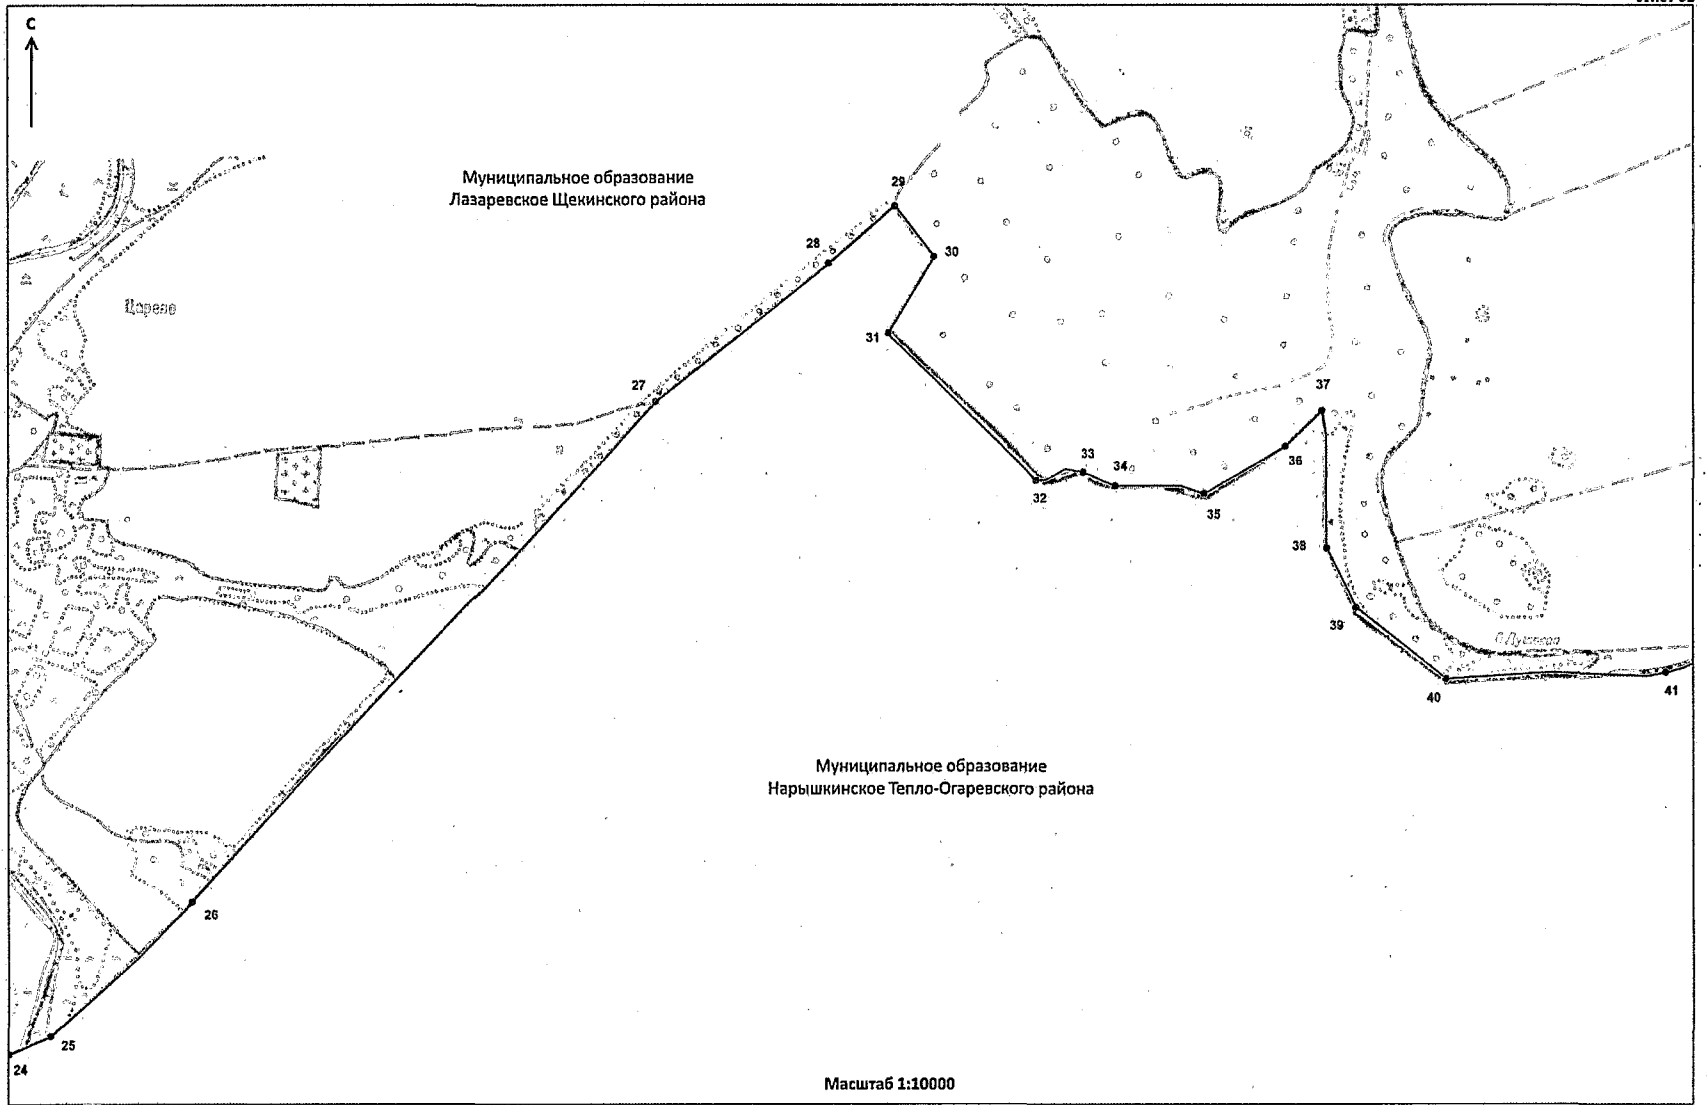 С
Муниципальное образование
Лазаревское Щекинского района
29
28
30
Царево
31
27
37
36
33
34
32
35
38
39
40
41
Муниципальное образование
Нарышкинское Тепло-Огаревского района
26
25
24
Масштаб 1:10000